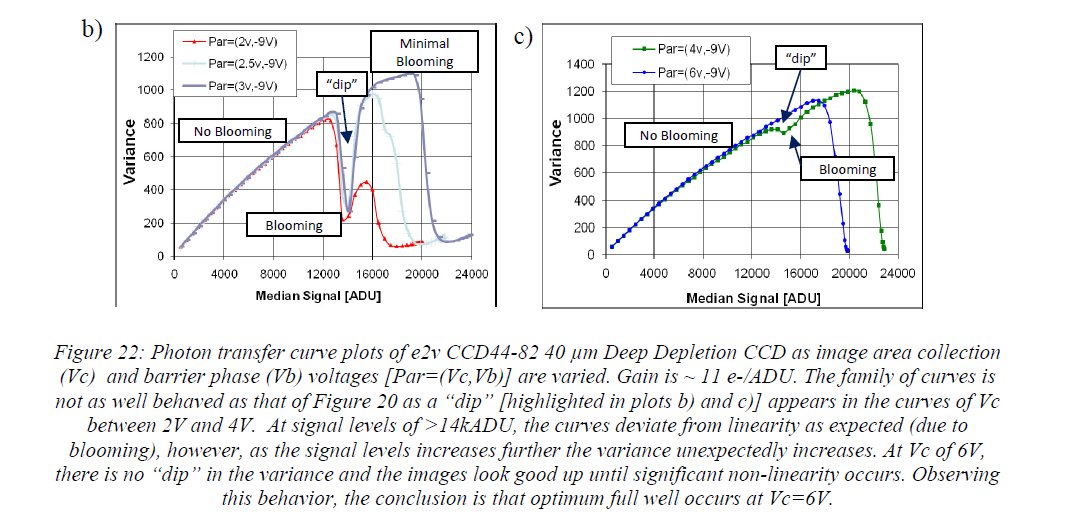 b)
Par=(2v,-9V)
Par=(2.5v,-9V)
Par=(3v,-9V)
Minimal
Blooming
"dip"
No Blooming
Blooming
Variance
1200
1000
800
600
400
200
0
0 4000 8000 12000 16000 20000 24000
Median Signal [ADU]
c)
Par=(4v,-9V)
Par=(6v,-9V)
"dip"
No Blooming
Blooming
Variance
1400
1200
1000
800
600
400
200
0
0 4000 8000 12000 16000 20000 24000
Median Signal [ADU]
Figure 22: Photon transfer curve plots of e2v CCD44-82 40 µm Deep Depletion CCD as image area collection
(Vc) and barrier phase (Vb) voltages [Par=(Vc,Vb)] are varied. Gain is ~ 11 e-/ADU. The family of curves is
not as well behaved as that of Figure 20 as a "dip" [highlighted in plots b) and c)] appears in the curves of Vc
between 2V and 4V. At signal levels of >14kADU, the curves deviate from linearity as expected (due to
blooming), however, as the signal levels increases further the variance unexpectedly increases. At Vc of 6V,
there is no "dip" in the variance and the images look good up until significant non-linearity occurs. Observing
this behavior, the conclusion is that optimum full well occurs at Vc=6V.